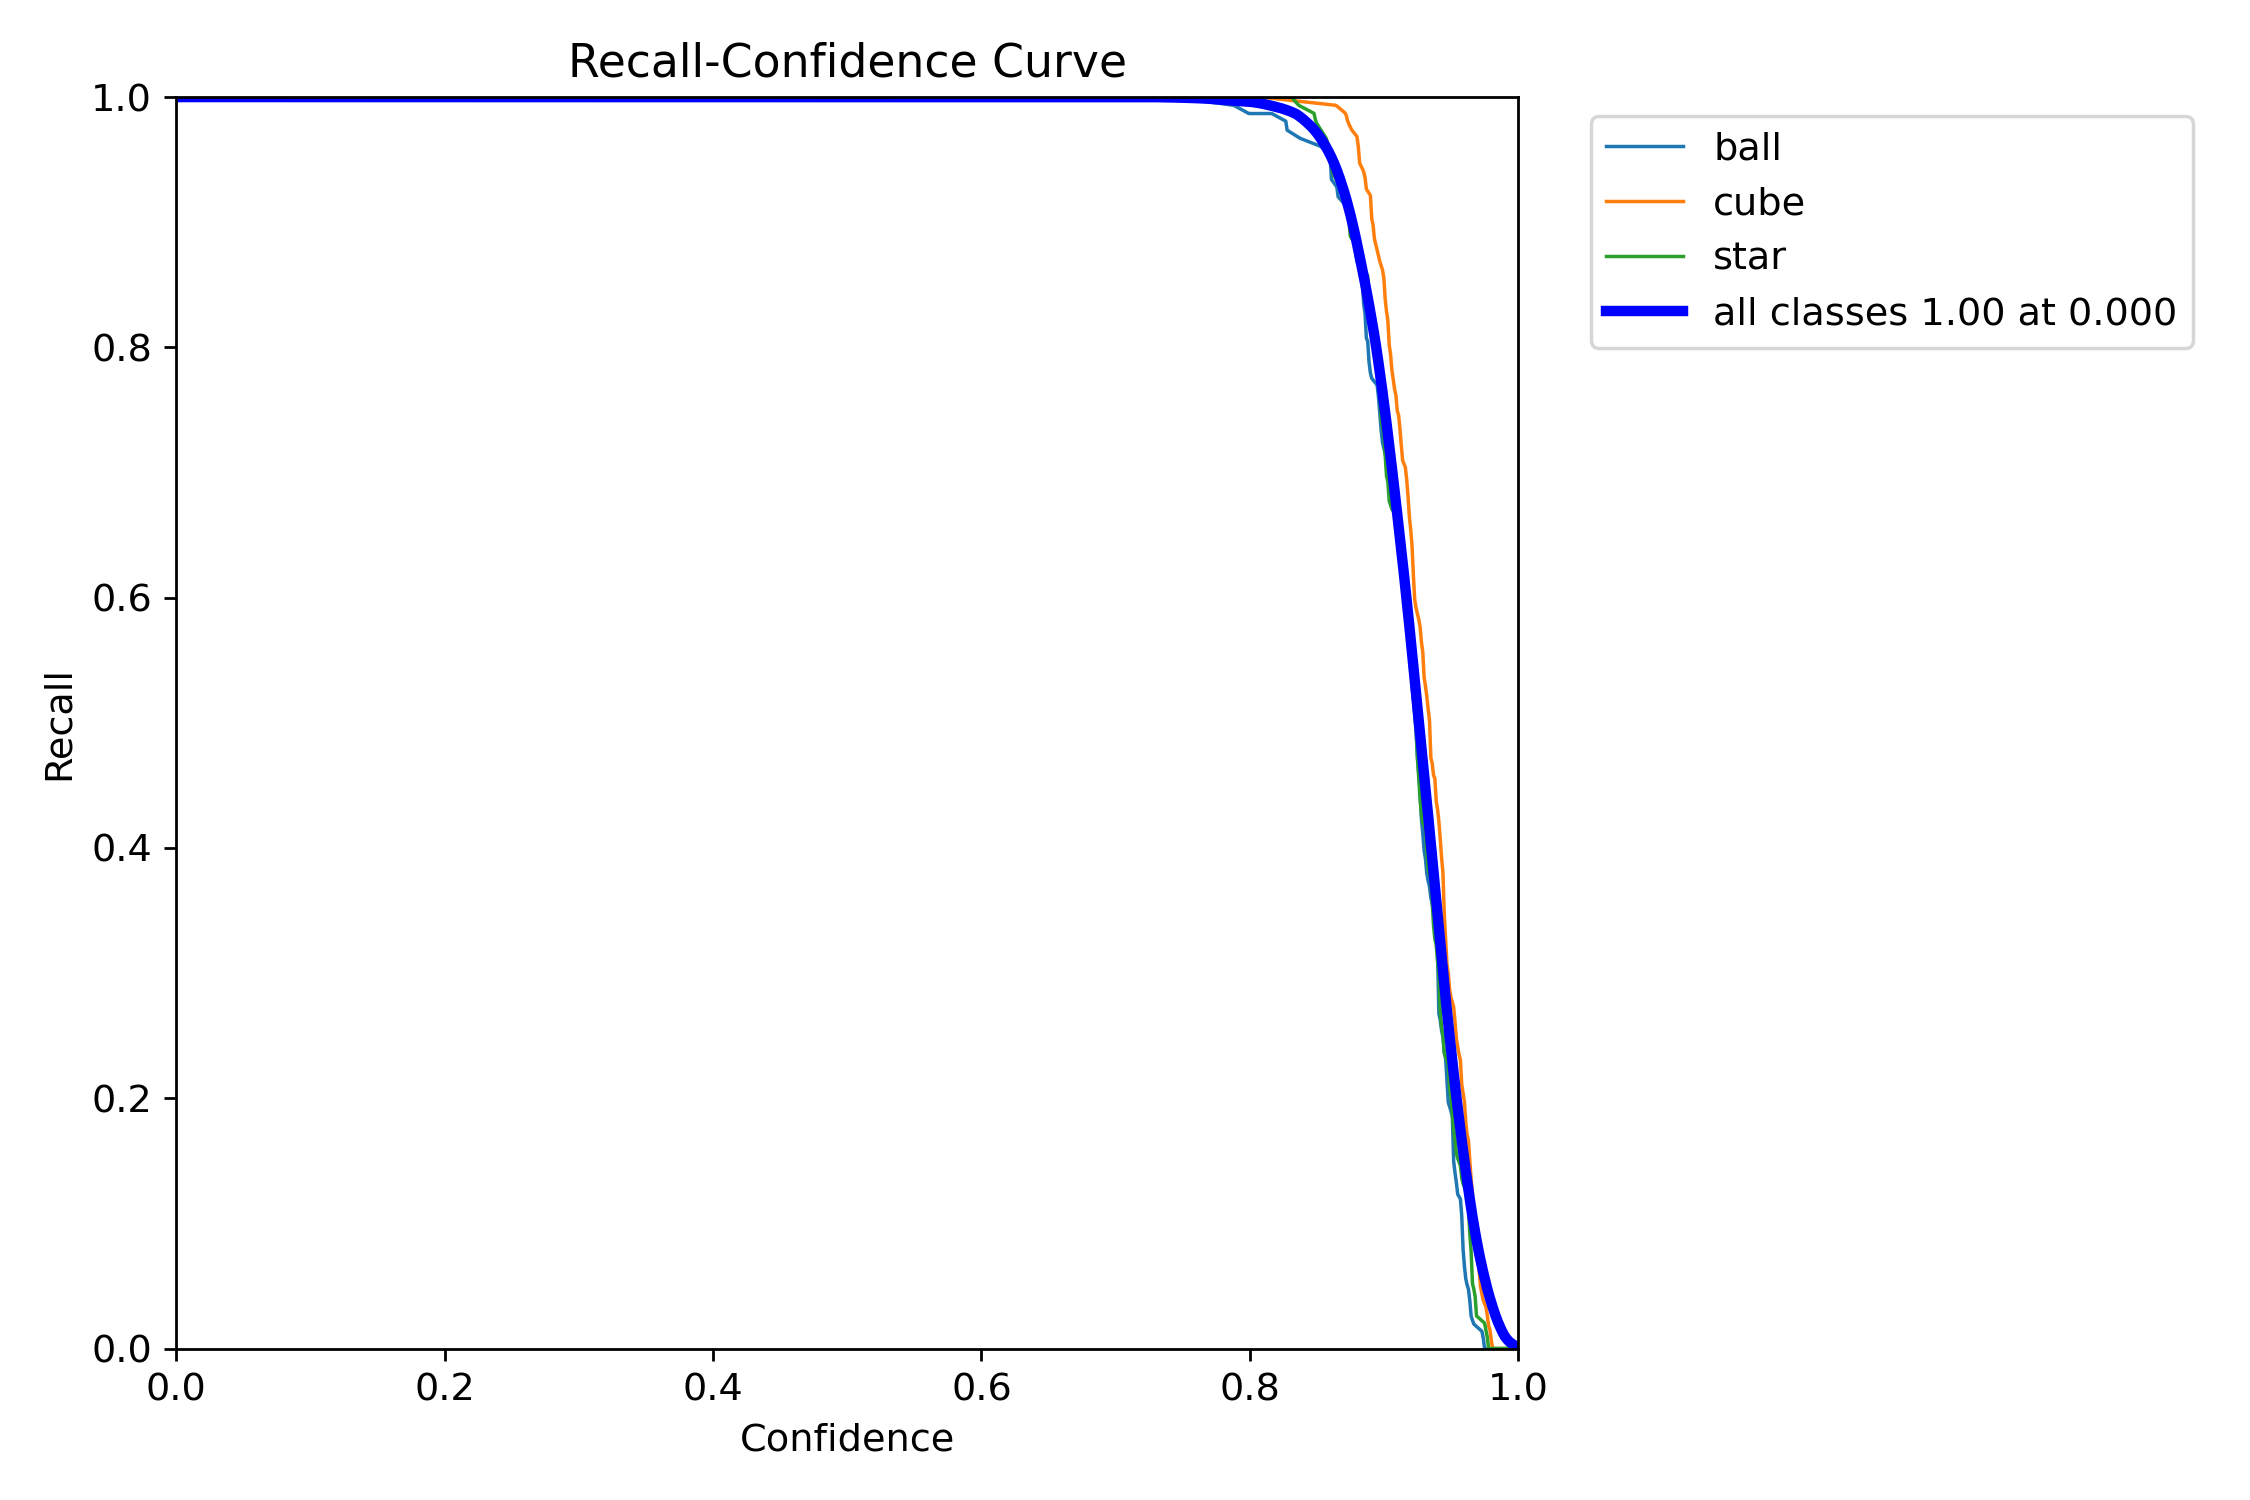 Recall-Confidence Curve
1.0
0.8
0.6
0.4
0.2
0.0
Recall
0.0 0.2 0.4 0.6 0.8 1.0
Confidence
ball
cube
star
all classes 1.00 at 0.000